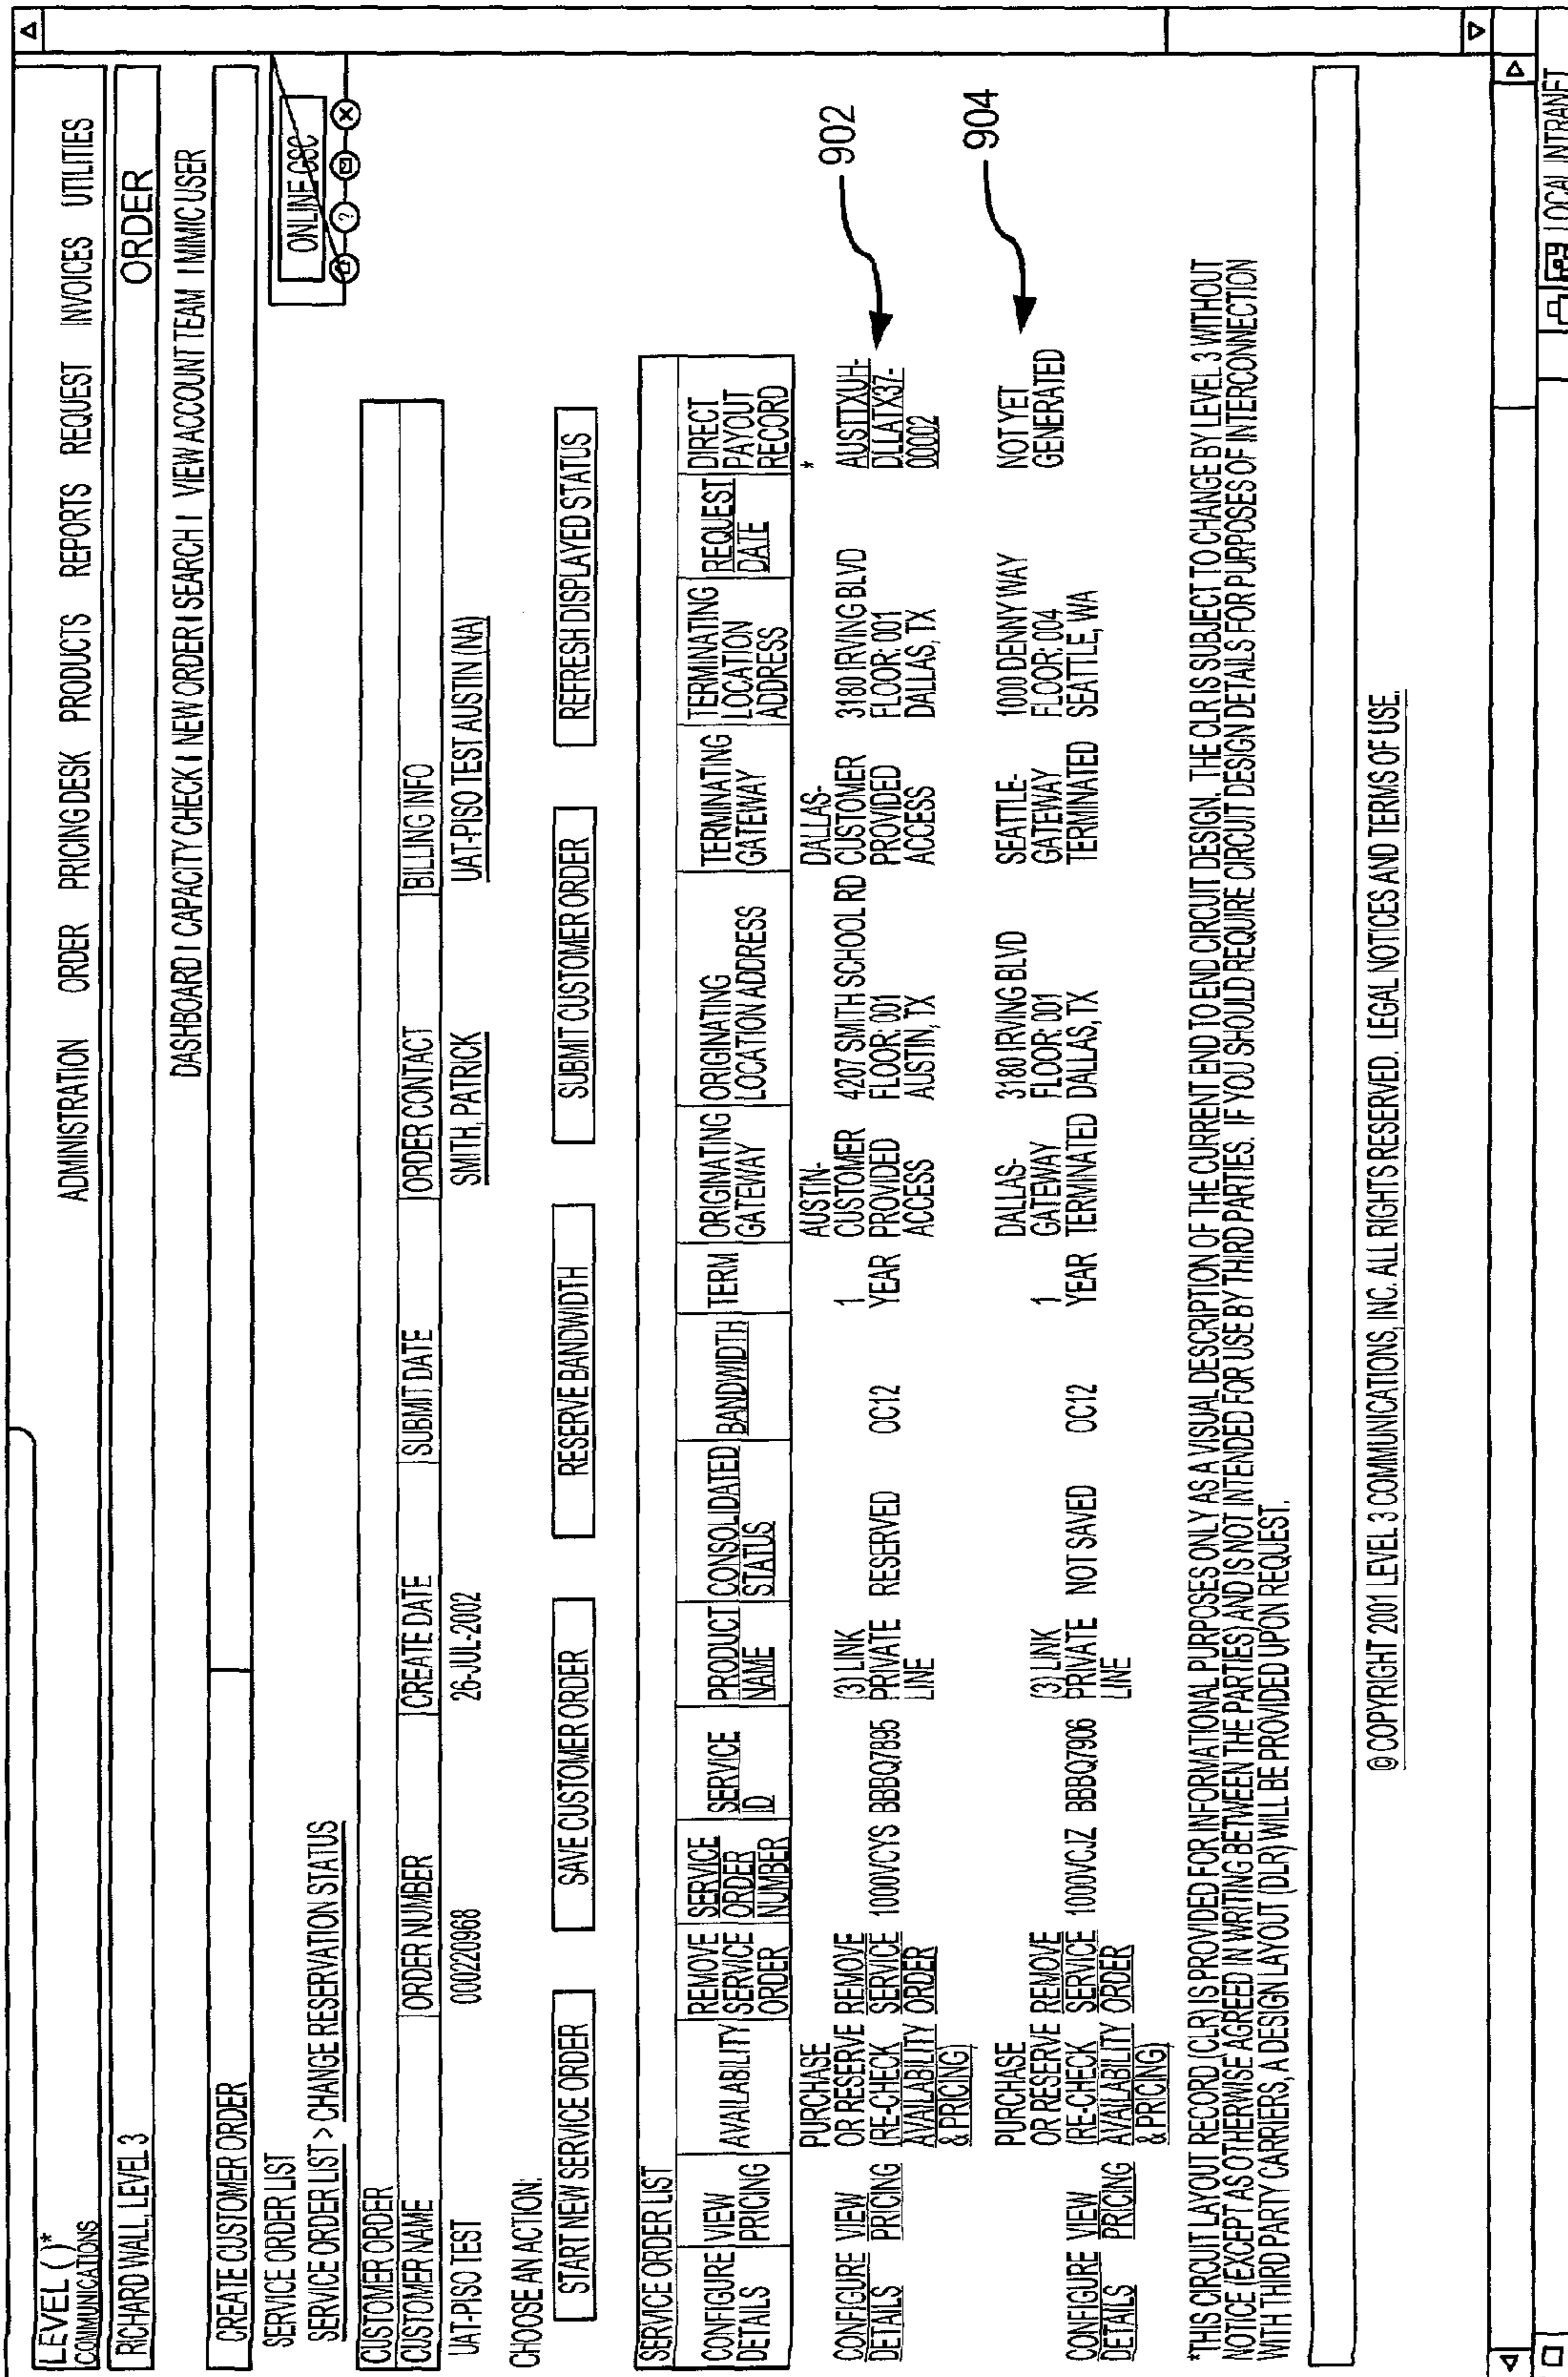 LEVEL ( )*
COMMUNICATIONS
ADMINISTRATION ORDER PRICING DESK PRODUCTS REPORTS REQUEST INVOICES UTILITIES
RICHARD WALL, LEVEL 3 ORDER
DASHBOARD I CAPACITY CHECK I NEW ORDER I SEARCH I VIEW ACCOUNT TEAM I MIMIC USER
CREATE CUSTOMER ORDER
ONLINE CSC
SERVICE ORDER LIST
SERVICE ORDER LIST > CHANGE RESERVATION STATUS
CUSTOMER ORDER
CUSTOMER NAME ORDER NUMBER CREATE DATE SUBMIT DATE ORDER CONTACT BILLING INFO
UAT-PISO TEST 000220968 26-JUL-2002 SMITH, PATRICK UAT-PISO TEST AUSTIN (NA)
CHOOSE AN ACTION:
START NEW SERVICE ORDER SAVE CUSTOMER ORDER RESERVE BANDWIDTH SUBMIT CUSTOMER ORDER REFRESH DISPLAYED STATUS
SERVICE ORDER LIST
CONFIGURE VIEW AVAILABILITY REMOVE SERVICE SERVICE PRODUCT CONSOLIDATED BANDWIDTH TERM ORIGINATING ORIGINATING TERMINATING TERMINATING REQUEST DIRECT
DETAILS PRICING SERVICE ORDER ID NAME STATUS GATEWAY LOCATION ADDRESS GATEWAY LOCATION DATE PAYOUT
ORDER NUMBER ADDRESS RECORD
PURCHASE AUSTIN- DALLAS- *
CONFIGURE VIEW OR RESERVE REMOVE (3) LINK 1 CUSTOMER 4207 SMITH SCHOOL RD CUSTOMER 3180 IRVING BLVD AUSTTXUH- 902
DETAILS PRICING (RE-CHECK SERVICE 1000VCYS BBBQ7895 PRIVATE RESERVED OC12 YEAR PROVIDED FLOOR: 001 PROVIDED FLOOR: 001 DLLATX37-
AVAILABILITY ORDER LINE ACCESS AUSTIN, TX ACCESS DALLAS, TX 00002
& PRICING)
PURCHASE DALLAS- SEATTLE-
OR RESERVE REMOVE (3) LINK 1 GATEWAY 3180 IRVING BLVD GATEWAY 1000 DENNY WAY NOT YET 904
CONFIGURE VIEW (RE-CHECK SERVICE 1000VCJZ BBBQ7906 PRIVATE NOT SAVED OC12 YEAR TERMINATED FLOOR: 001 TERMINATED FLOOR: 004 GENERATED
DETAILS PRICING AVAILABILITY ORDER LINE DALLAS, TX SEATTLE, WA
& PRICING)
*THIS CIRCUIT LAYOUT RECORD (CLR) IS PROVIDED FOR INFORMATIONAL PURPOSES ONLY AS A VISUAL DESCRIPTION OF THE CURRENT END TO END CIRCUIT DESIGN. THE CLR IS SUBJECT TO CHANGE BY LEVEL 3 WITHOUT
NOTICE (EXCEPT AS OTHERWISE AGREED IN WRITING BETWEEN THE PARTIES) AND IS NOT INTENDED FOR USE BY THIRD PARTIES. IF YOU SHOULD REQUIRE CIRCUIT DESIGN DETAILS FOR PURPOSES OF INTERCONNECTION
WITH THIRD PARTY CARRIERS, A DESIGN LAYOUT (DLR) WILL BE PROVIDED UPON REQUEST.
© COPYRIGHT 2001 LEVEL 3 COMMUNICATIONS, INC. ALL RIGHTS RESERVED. LEGAL NOTICES AND TERMS OF USE.
LOCAL INTRANET